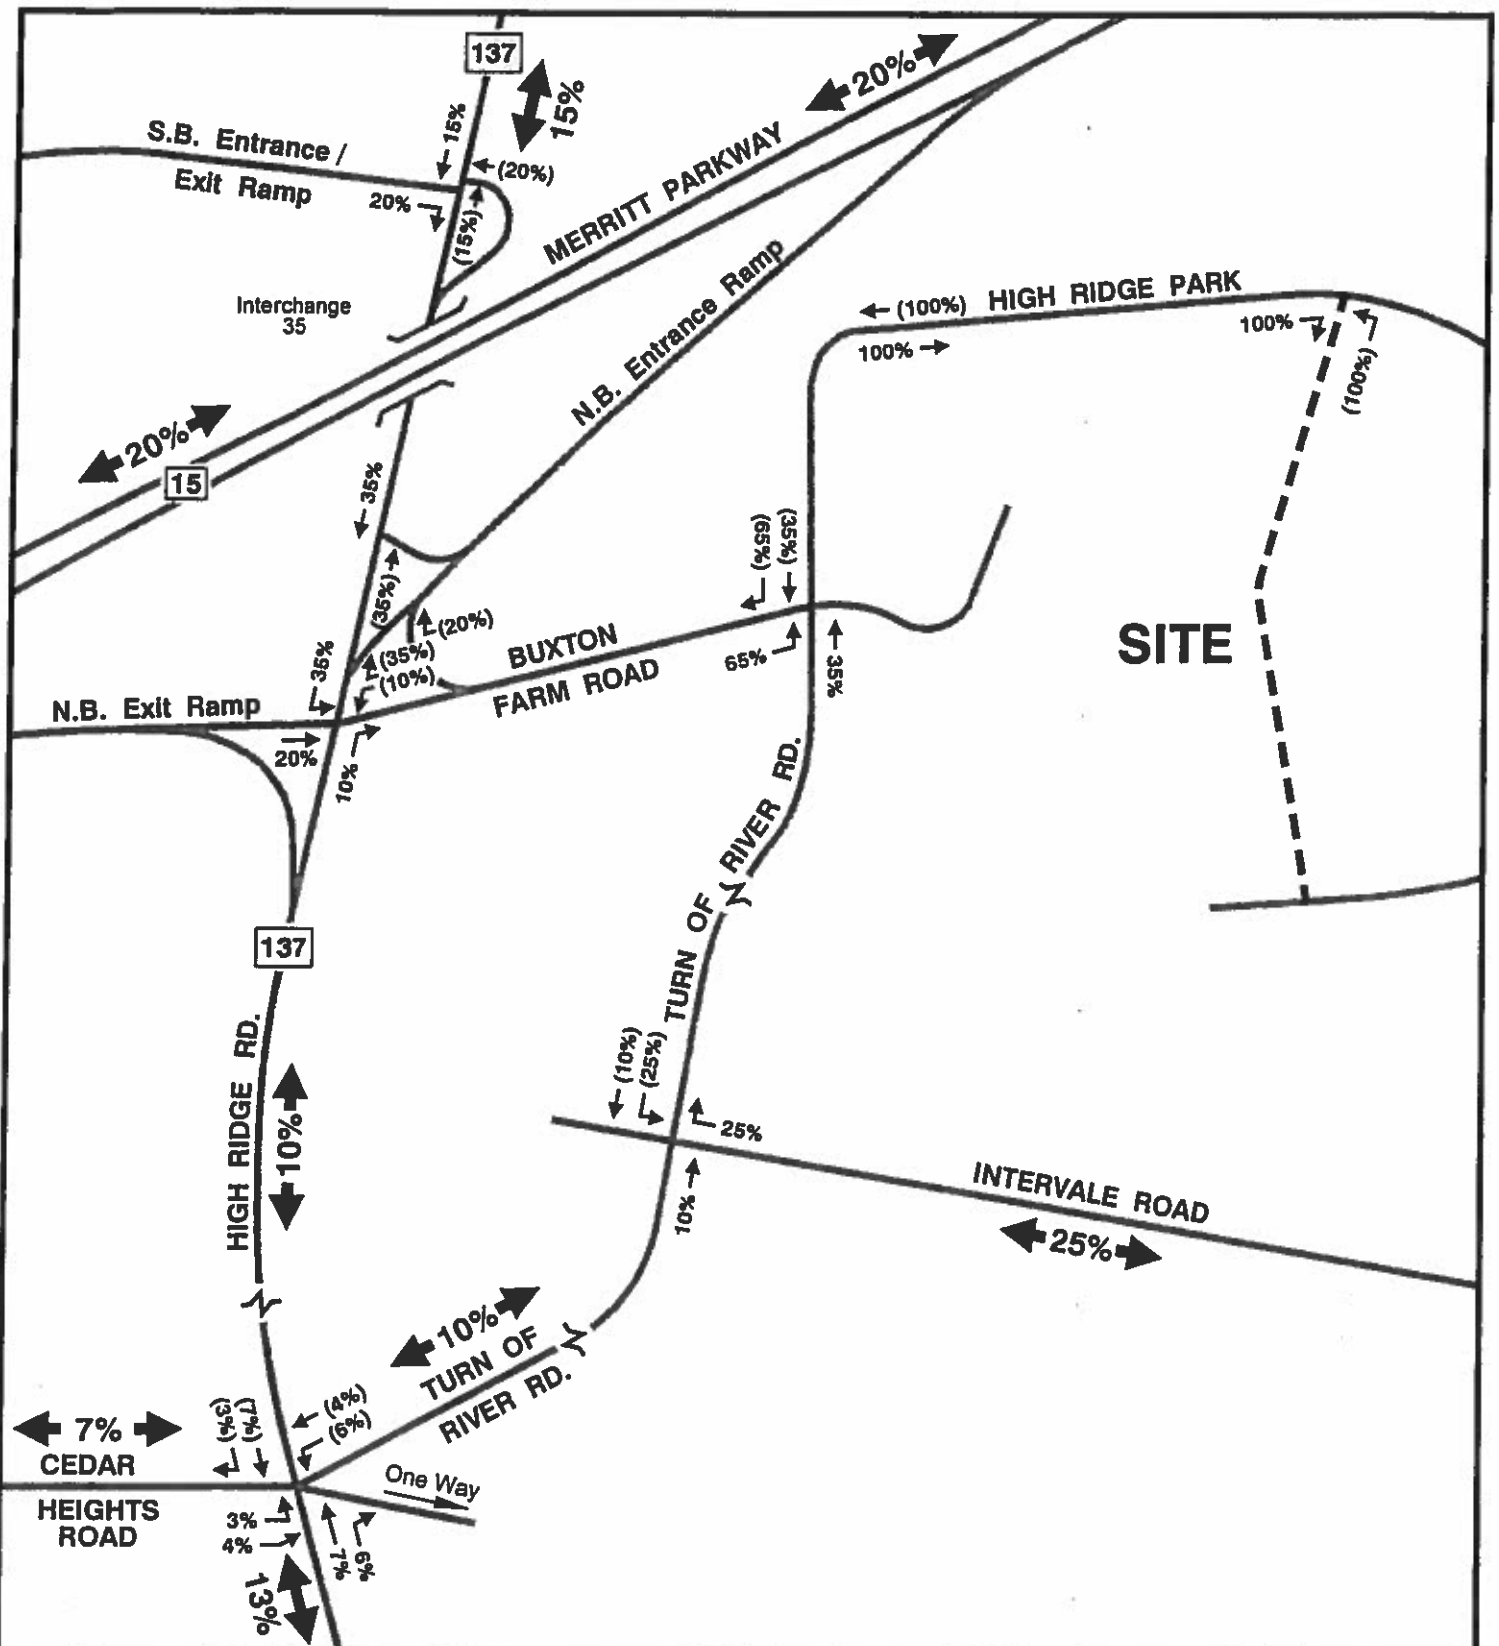 137
15%
15%
20%
S.B. Entrance /
Exit Ramp
(20%)
20%
(15%)
MERRITT PARKWAY
Interchange
35
N.B. Entrance Ramp
(100%) HIGH RIDGE PARK
100%
100%
(100%)
20%
15
35%
(35%)
(20%)
(65%)
(35%)
BUXTON
FARM ROAD
65%
35%
SITE
35%
(35%)
(10%)
N.B. Exit Ramp
20%
10%
TURN OF RIVER RD.
137
HIGH RIDGE RD.
10%
(10%)
(25%)
25%
10%
INTERVALE ROAD
25%
10%
TURN OF
RIVER RD.
7%
CEDAR
HEIGHTS
ROAD
(3%)
(7%)
(4%)
(6%)
One Way
3%
4%
7%
6%
13%